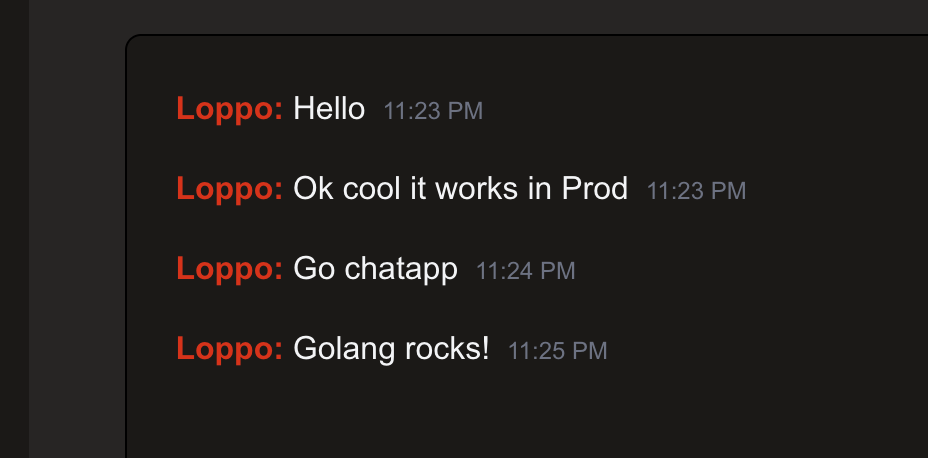 Loppo: Hello 11:23 PM
Loppo: Ok cool it works in Prod 11:23 PM
Loppo: Go chatapp 11:24 PM
Loppo: Golang rocks! 11:25 PM